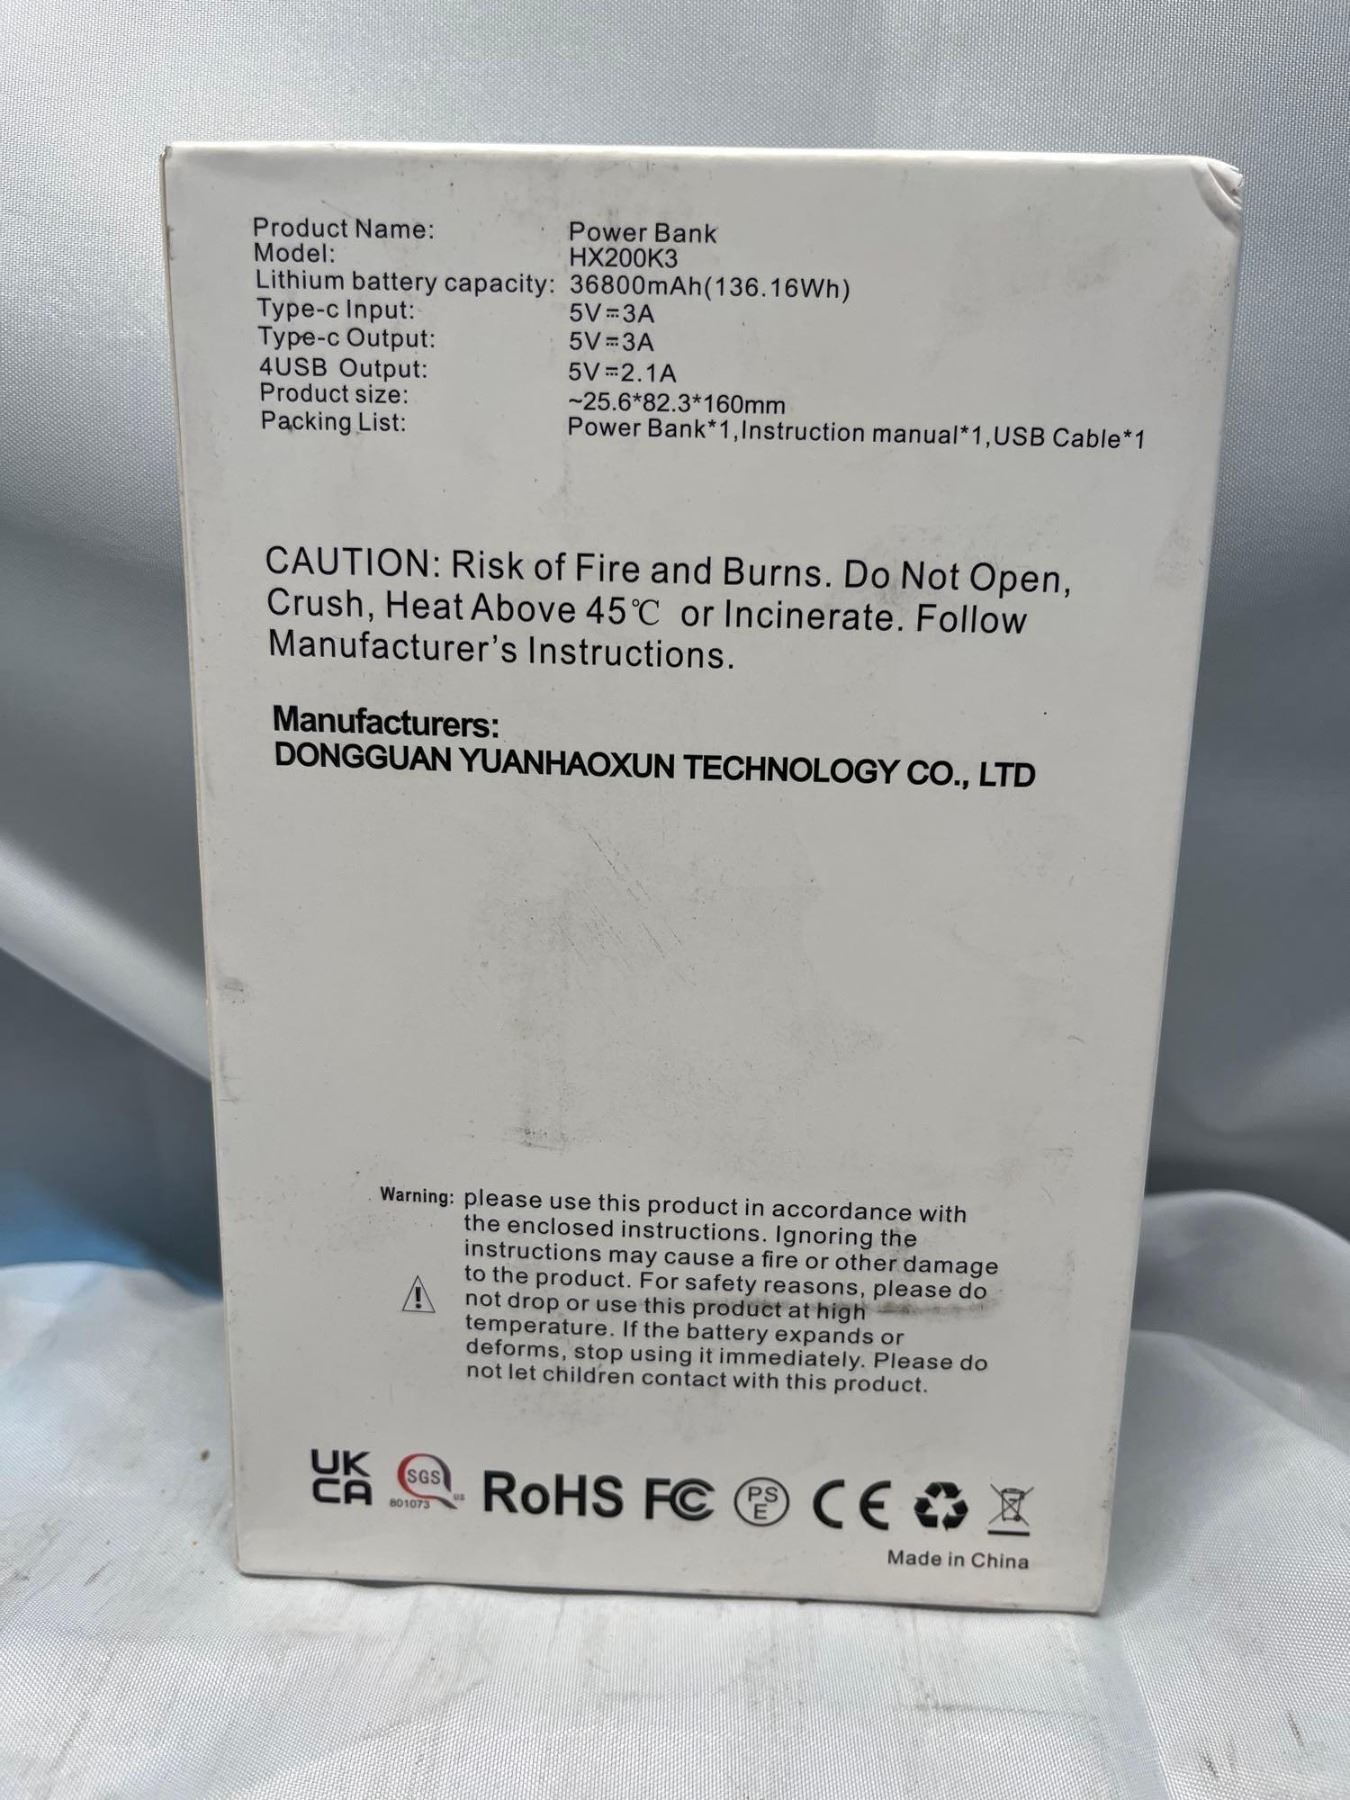 Product Name: Power Bank
Model: HX200K3
Lithium battery capacity: 36800mAh(136.16Wh)
Type-c Input: 5V⎓3A
Type-c Output: 5V⎓3A
4USB Output: 5V⎓2.1A
Product size: ~25.6*82.3*160mm
Packing List: Power Bank*1,Instruction manual*1,USB Cable*1
CAUTION: Risk of Fire and Burns. Do Not Open,
Crush, Heat Above 45℃ or Incinerate. Follow
Manufacturer's Instructions.
Manufacturers:
DONGGUAN YUANHAOXUN TECHNOLOGY CO., LTD
Warning: please use this product in accordance with
the enclosed instructions. Ignoring the
instructions may cause a fire or other damage
to the product. For safety reasons, please do
not drop or use this product at high
temperature. If the battery expands or
deforms, stop using it immediately. Please do
not let children contact with this product.
UK
CA
SGS
801073 US
RoHS FC PSE CE
Made in China